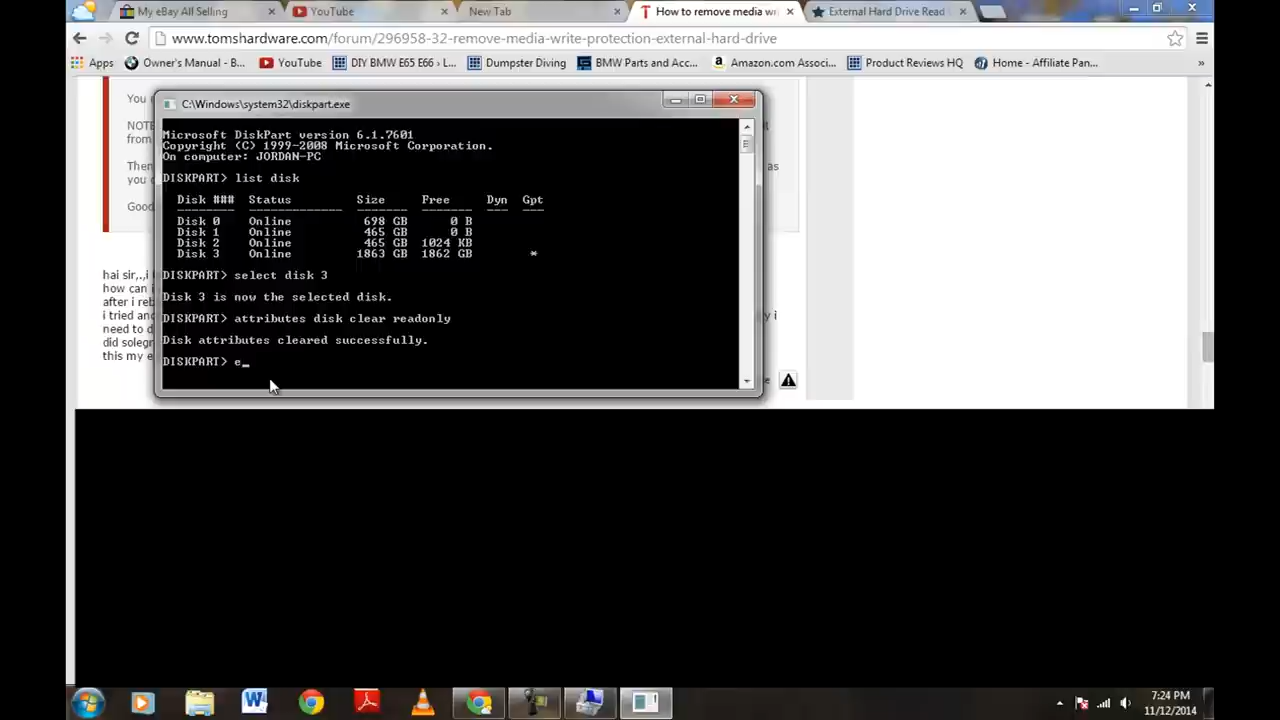 My eBay All Selling
YouTube
New Tab
How to remove media wr
External Hard Drive Read
www.tomshardware.com/forum/296958-32-remove-media-write-protection-external-hard-drive
Apps
Owner's Manual - B...
YouTube
DIY BMW E65 E66 › L...
Dumpster Diving
BMW Parts and Acc...
Amazon.com Associ...
Product Reviews HQ
Home - Affiliate Pan...
»
You
NOTE
from
Then
as you
Good
C:\Windows\system32\diskpart.exe
Microsoft DiskPart version 6.1.7601
Copyright (C) 1999-2008 Microsoft Corporation.
On computer: JORDAN-PC
DISKPART> list disk
Disk ### Status Size Free Dyn Gpt
Disk 0 Online 698 GB 0 B
Disk 1 Online 465 GB 0 B
Disk 2 Online 465 GB 1024 KB
Disk 3 Online 1863 GB 1862 GB *
DISKPART> select disk 3
Disk 3 is now the selected disk.
DISKPART> attributes disk clear readonly
Disk attributes cleared successfully.
DISKPART> e_
hai sir,.,i
how can i
after i reb
i tried and
need to d
did solegn
this my e
7:24 PM
11/12/2014